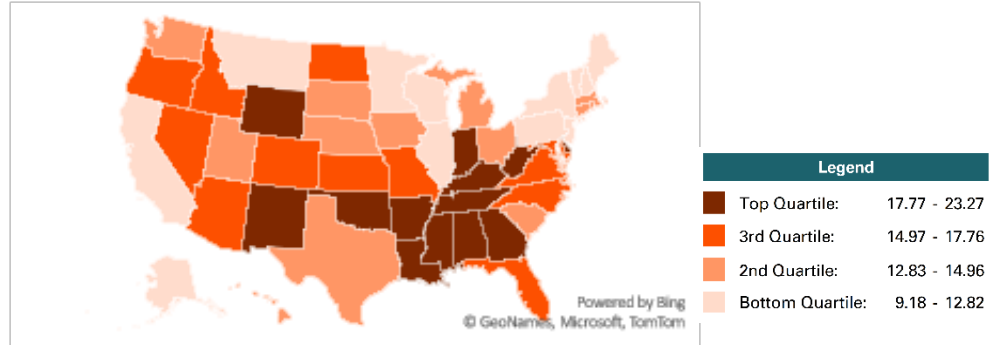 Legend
Top Quartile: 17.77 - 23.27
3rd Quartile: 14.97 - 17.76
2nd Quartile: 12.83 - 14.96
Bottom Quartile: 9.18 - 12.82
Powered by Bing
© GeoNames, Microsoft, TomTom